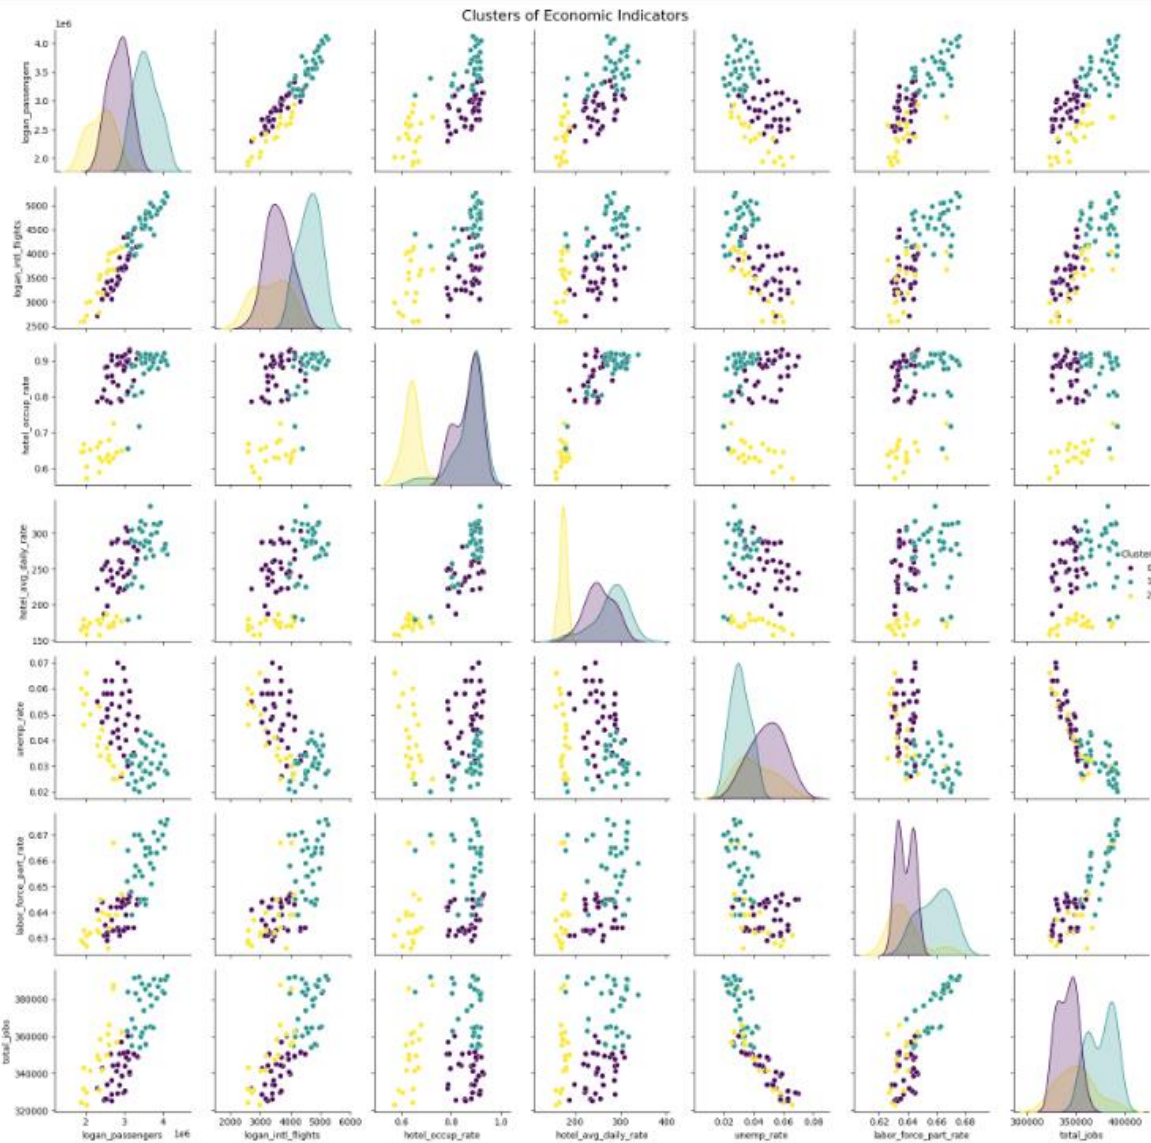 Clusters of Economic Indicators
1e6
logan_passengers
4.0
3.5
3.0
2.5
2.0
logan_intl_flights
5000
4500
4000
3500
3000
2500
hotel_occup_rate
0.9
0.8
0.7
0.6
hotel_avg_daily_rate
300
250
200
150
Cluster
unemp_rate
0.07
0.06
0.05
0.04
0.03
0.02
labor_force_part_rate
0.67
0.66
0.65
0.64
0.63
total_jobs
380000
360000
340000
320000
2 3 4 1e6
2000 3000 4000 5000 6000
0.6 0.8 1.0
200 300 400
0.02 0.04 0.06 0.08
0.62 0.64 0.66 0.68
300000 350000 400000
logan_passengers logan_intl_flights hotel_occup_rate hotel_avg_daily_rate unemp_rate labor_force_part_rate total_jobs